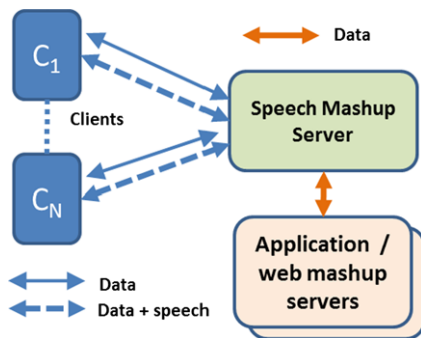 C1
Data
Speech Mashup
Server
Clients
CN
Application /
web mashup
servers
Data
Data + speech